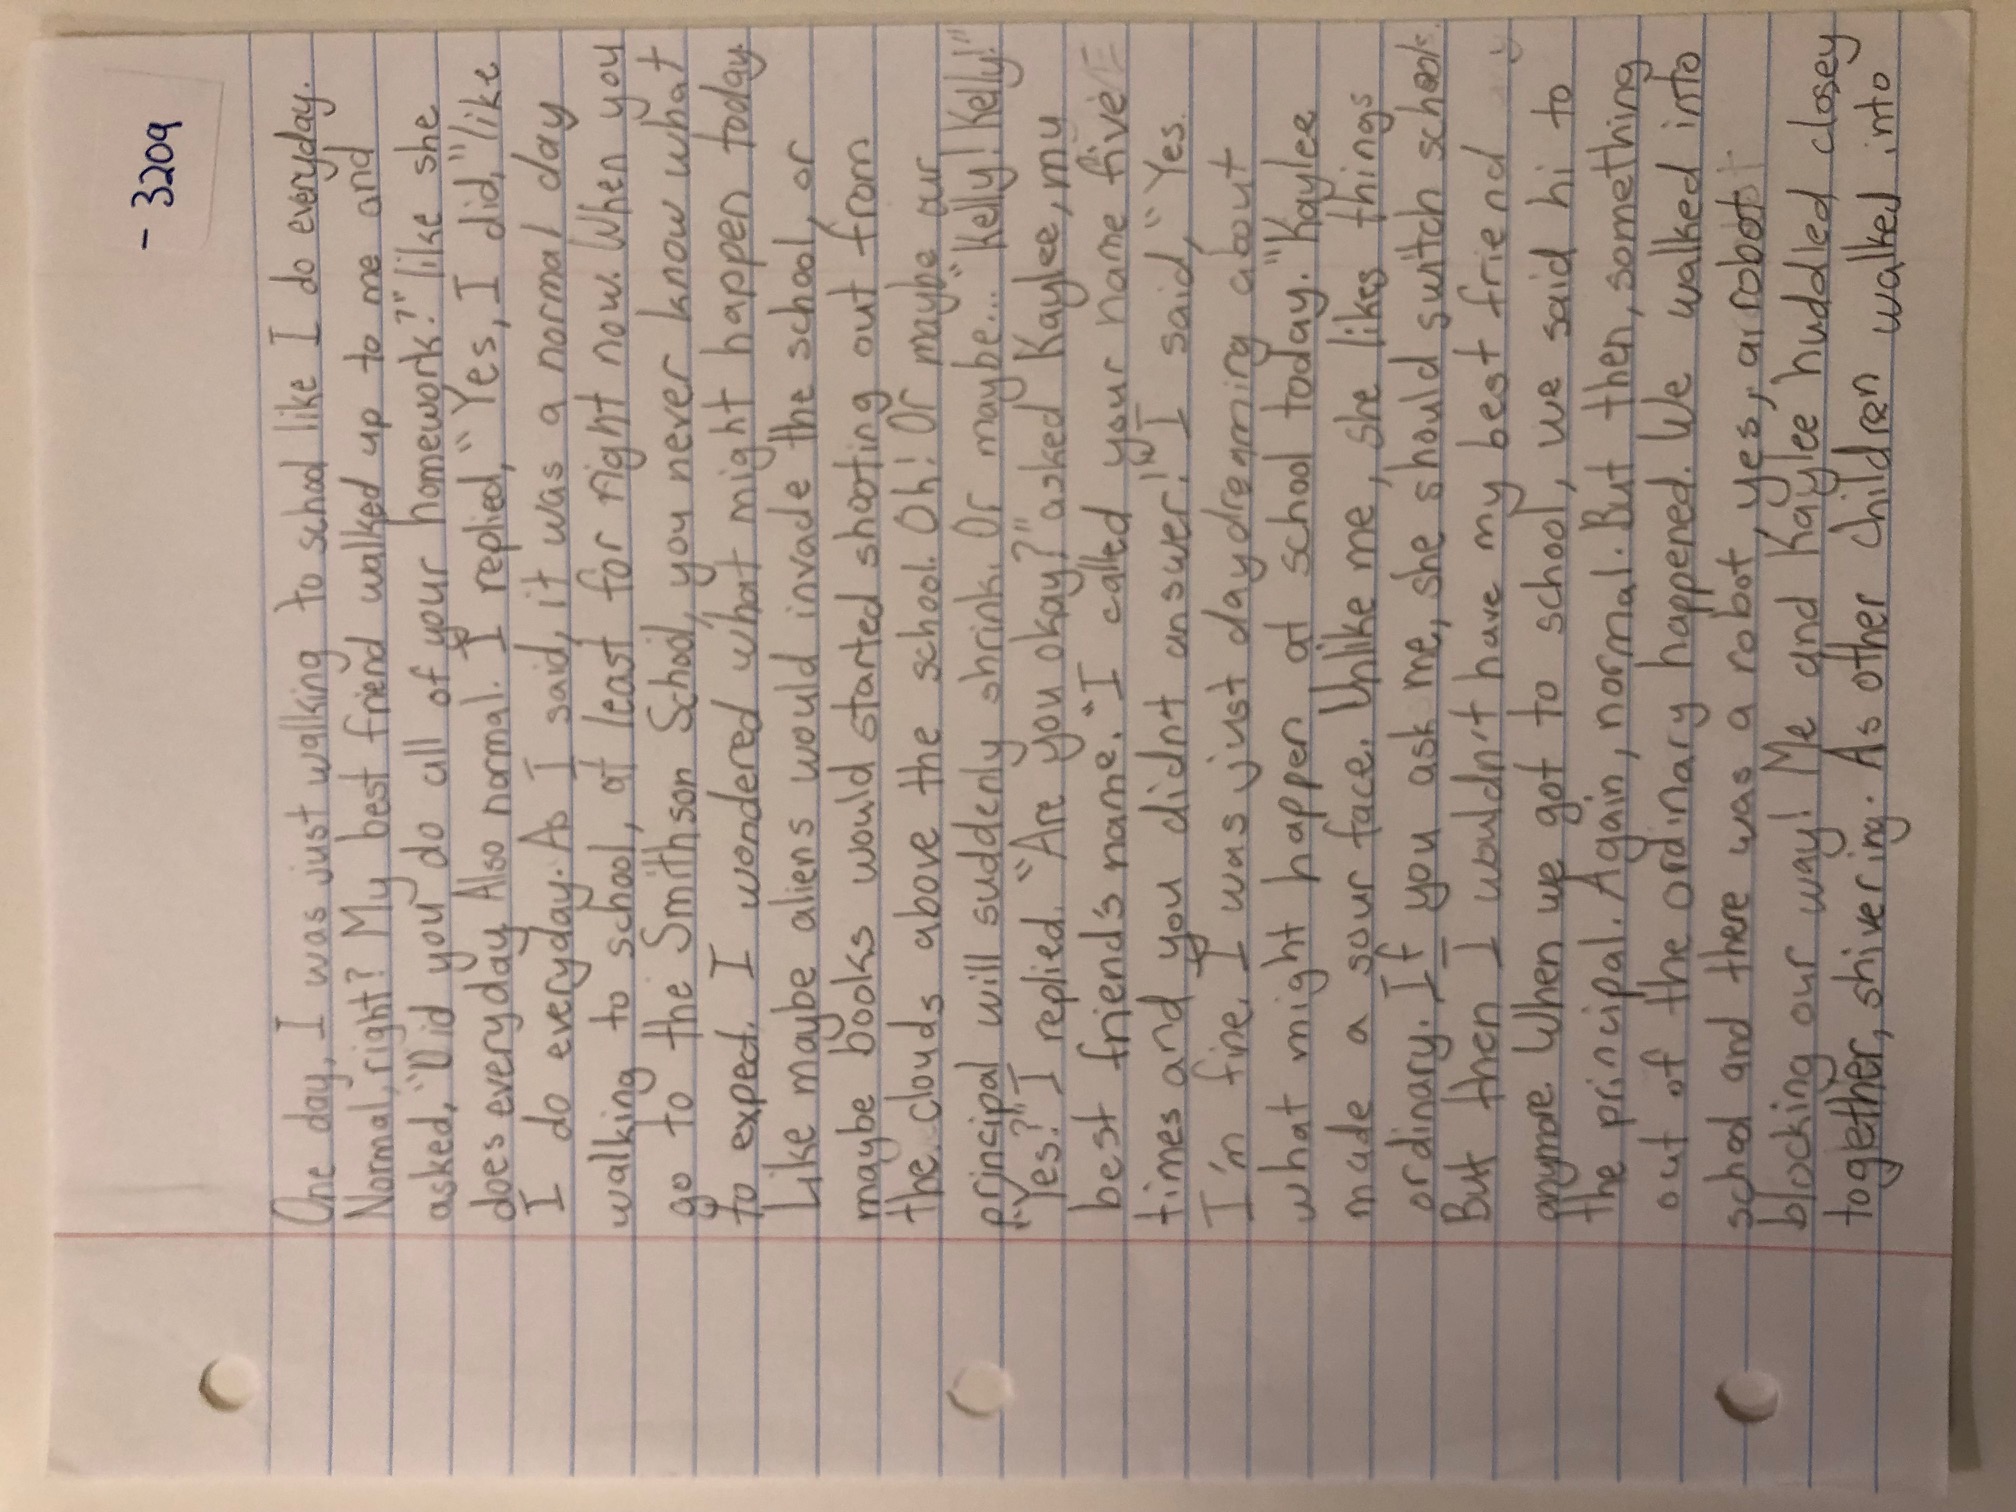 - 3209
One day, I was just walking to school like I do everyday.
Normal, right? My best friend walked up to me and
asked, "Did you do all of your homework?" like she
does everyday. Also normal. I replied, "Yes, I did," like
I do everyday. As I said, it was a normal day
walking to school, at least for right now. When you
go to the Smithson School, you never know what
to expect. I wondered what might happen today.
Like maybe aliens would invade the school, or
maybe books would started shooting out from
the clouds above the school. Oh! Or maybe our
principal will suddenly shrink. Or maybe... "Kelly! Kelly!"
"Yes?" I replied. "Are you okay?" asked Kaylee, my
best friend's name. "I called your name five
times and you didn't answer!" I said, "Yes.
I'm fine. I was just daydreaming about
what might happen at school today." Kaylee
made a sour face. Unlike me, she likes things
ordinary. If you ask me, she should switch schools.
But then I wouldn't have my best friend
anymore. When we got to school, we said hi to
the principal. Again, normal. But then, something
out of the ordinary happened. We walked into
school and there was a robot, yes, a robot
blocking our way! Me and Kaylee huddled closey
together, shivering. As other children walked into